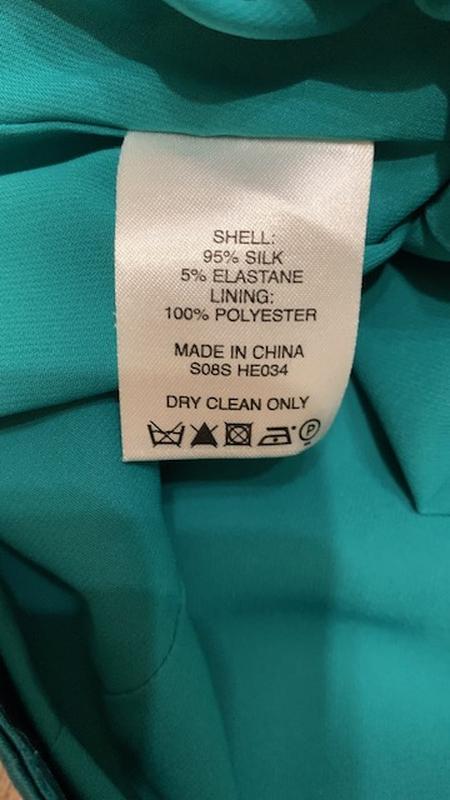 SHELL:
95% SILK
5% ELASTANE
LINING:
100% POLYESTER
MADE IN CHINA
S08S HE034
DRY CLEAN ONLY
P